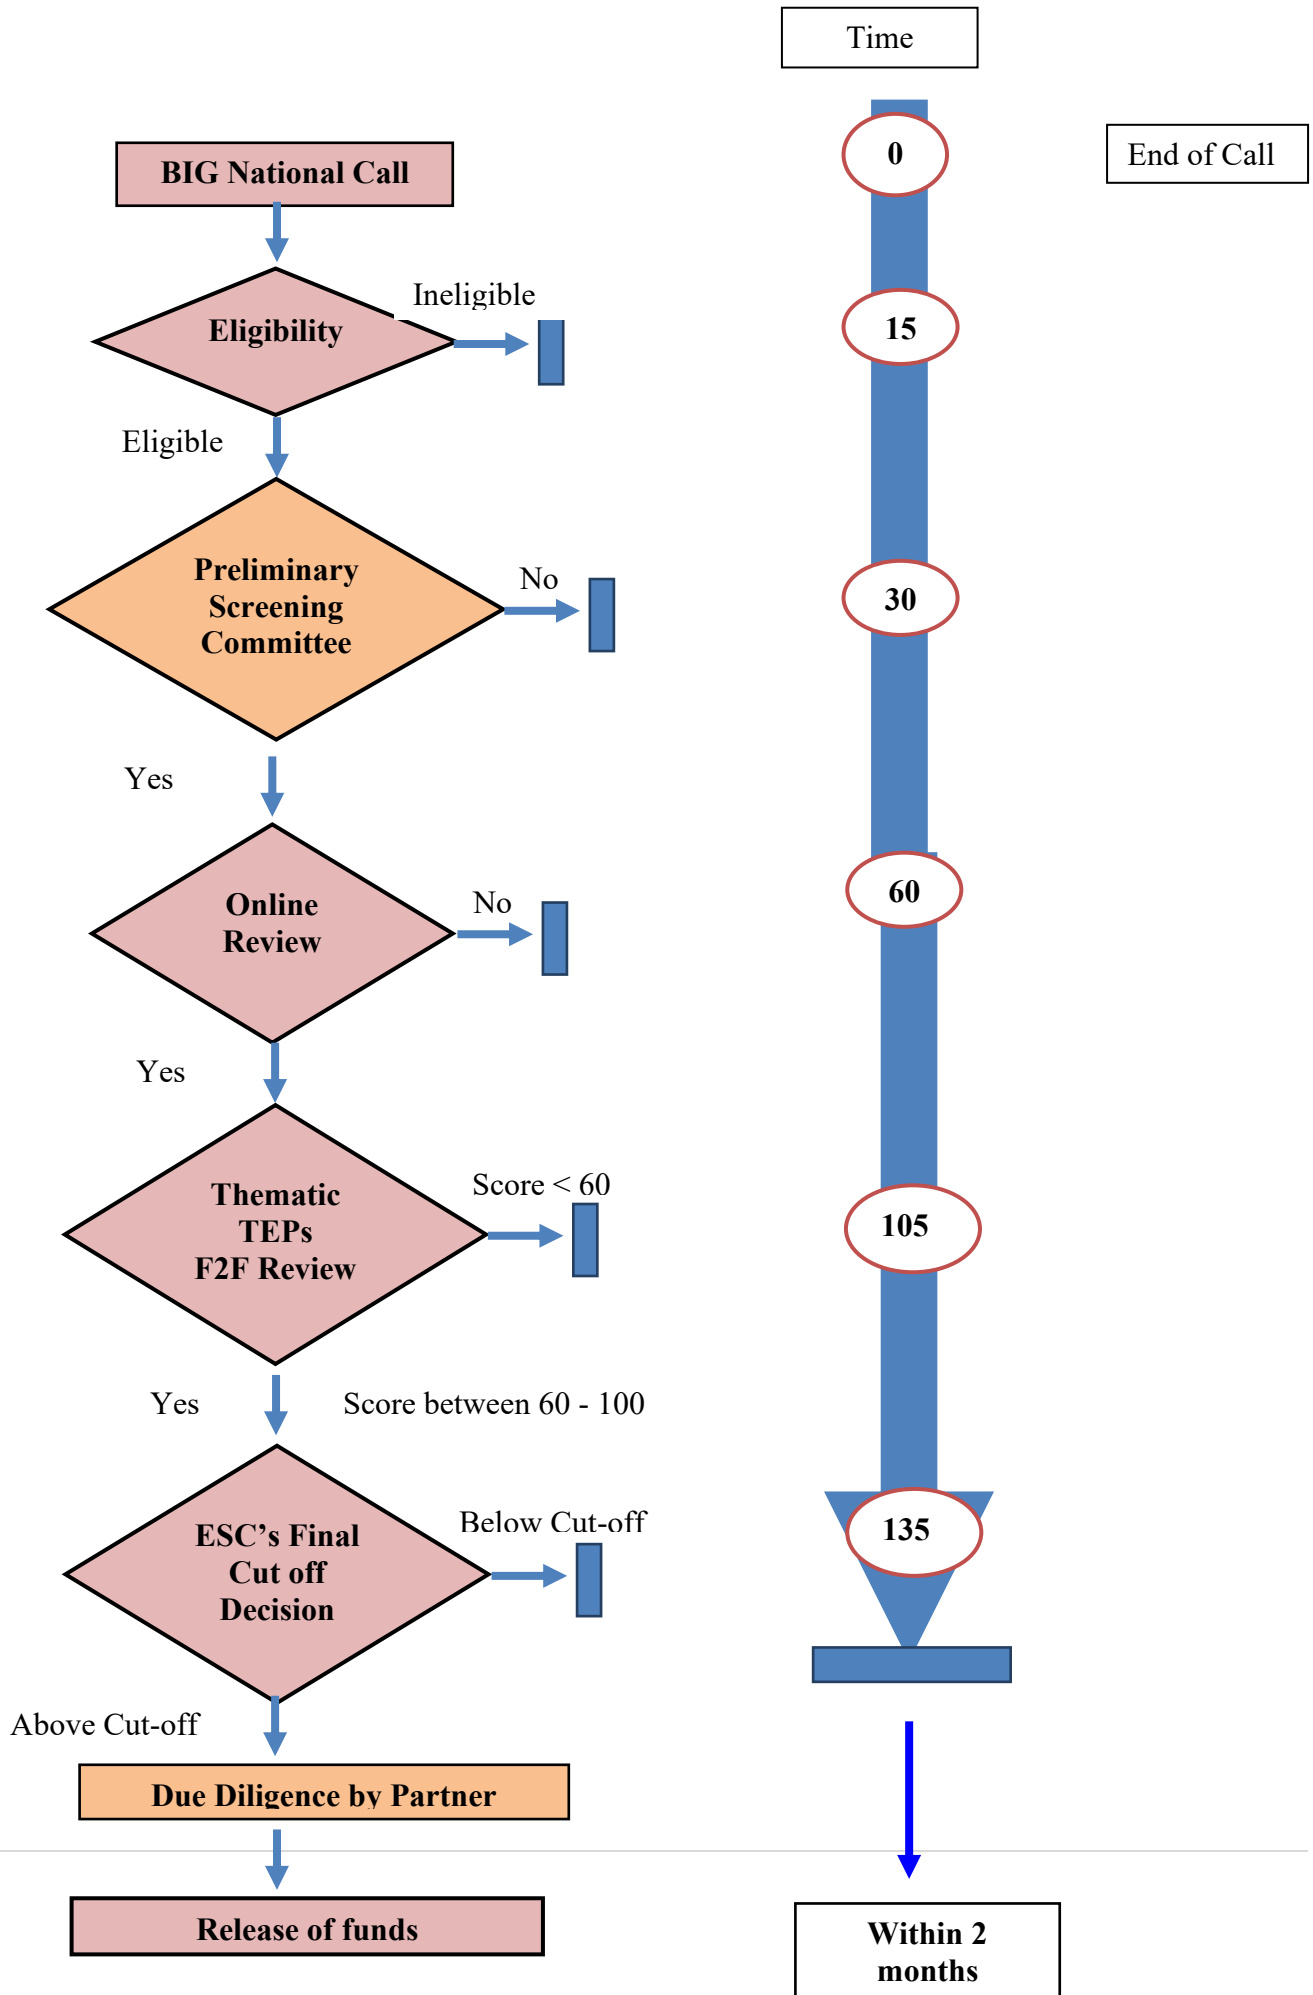 Time
BIG National Call
0
End of Call
Ineligible
Eligibility
15
Eligible
Preliminary
Screening
Committee
No
30
Yes
Online
Review
No
60
Yes
Thematic
TEPs
F2F Review
Score < 60
105
Yes
Score between 60 - 100
ESC’s Final
Cut off
Decision
Below Cut-off
135
Above Cut-off
Due Diligence by Partner
Release of funds
Within 2
months